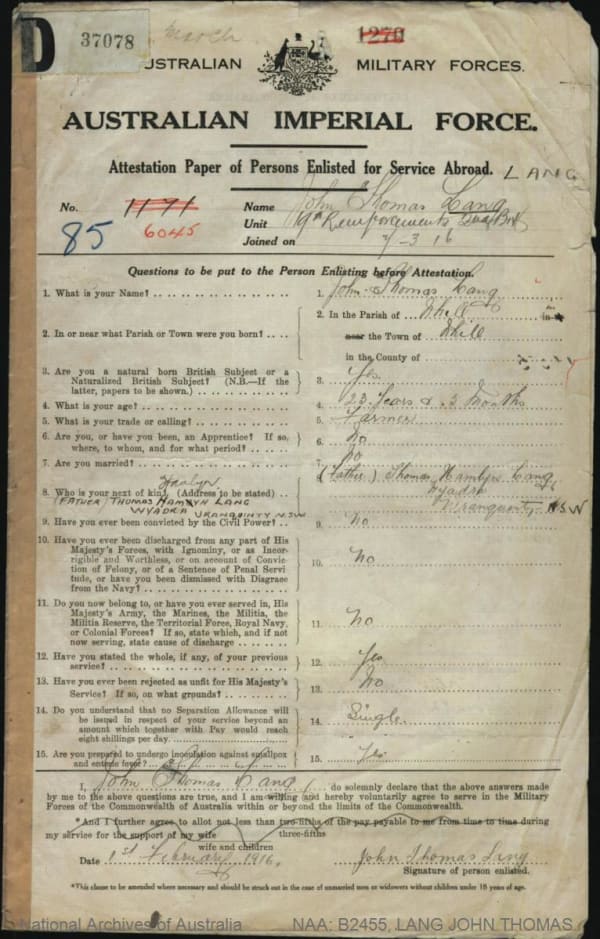 D
37078
March
1270
AUSTRALIAN MILITARY FORCES.
AUSTRALIAN IMPERIAL FORCE.
Attestation Paper of Persons Enlisted for Service Abroad. LANG
No. 1171 Name John Thomas Lang
85 6045 Unit Reinforcements
Joined on 7-3 16
Questions to be put to the Person Enlisting before Attestation.
1. What is your Name? 1. John Thomas Lang
2. In or near what Parish or Town were you born? 2. In the Parish of in
near the Town of
in the County of
3. Are you a natural born British Subject or a
Naturalized British Subject? (N.B.—If the
latter, papers to be shown.) 3. Yes
4. What is your age? 4. 23 Years & 3 Months
5. What is your trade or calling? 5. Farmer
6. Are you, or have you been, an Apprentice? If so,
where, to whom, and for what period? 6. No
7. Are you married? 7. No
8. Who is your next of kin? (Address to be stated) 8. (Father) Thomas Hamlyn Lang
(FATHER) THOMAS HAMLYN LANG Wyadra
WYADRA URANQUINTY N.S.W Uranquinty NSW
9. Have you ever been convicted by the Civil Power? 9. No
10. Have you ever been discharged from any part of His
Majesty's Forces, with Ignominy, or as Incor-
rigible and Worthless, or on account of Convic-
tion of Felony, or of a Sentence of Penal Servi
tude, or have you been dismissed with Disgrace
from the Navy? 10. No
11. Do you now belong to, or have you ever served in, His
Majesty's Army, the Marines, the Militia, the
Militia Reserve, the Territorial Force, Royal Navy,
or Colonial Forces? If so, state which, and if not
now serving, state cause of discharge 11. No
12. Have you stated the whole, if any, of your previous
service? 12. Yes
13. Have you ever been rejected as unfit for His Majesty's
Service? If so, on what grounds? 13. No
14. Do you understand that no Separation Allowance will
be issued in respect of your service beyond an
amount which together with Pay would reach
eight shillings per day. 14. Single
15. Are you prepared to undergo inoculation against smallpox
and enteric fever? 15. Yes
I, John Thomas Lang do solemnly declare that the above answers made
by me to the above questions are true, and I am willing and hereby voluntarily agree to serve in the Military
Forces of the Commonwealth of Australia within or beyond the limits of the Commonwealth.
*And I further agree to allot not less than two-fifths of the pay payable to me from time to time during
three-fifths
my service for the support of my wife
wife and children
Date 1st February 1916. John Thomas Lang
Signature of person enlisted.
*This clause to be amended where necessary and should be struck out in the case of unmarried men or widowers without children under 18 years of age.
National Archives of Australia NAA: B2455, LANG JOHN THOMAS